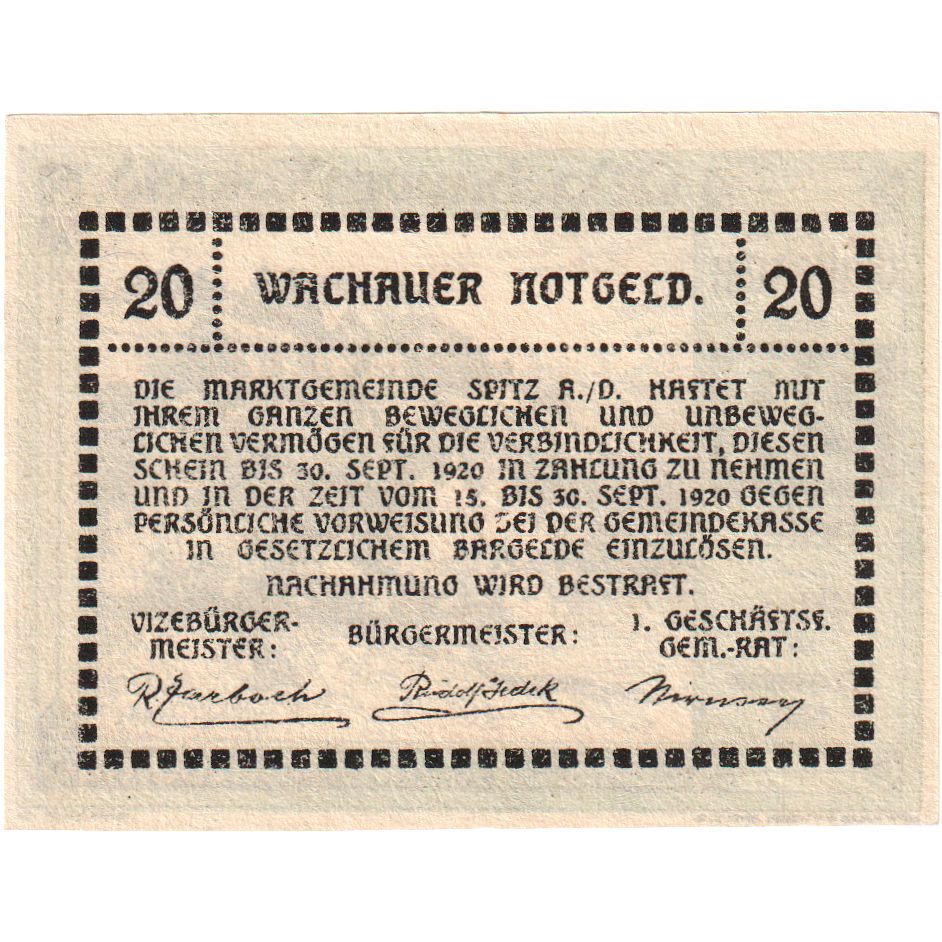 20 WACHAUER NOTGELD. 20
DIE MARKTGEMEINDE SPITZ A./D. HAFTET MIT
IHREM GANZEN BEWEGLICHEN UND UNBEWEG-
LICHEN VERMÖGEN FÜR DIE VERBINDLICHKEIT, DIESEN
SCHEIN BIS 30. SEPT. 1920 IN ZAHLUNG ZU NEHMEN
UND IN DER ZEIT VOM 15. BIS 30. SEPT. 1920 GEGEN
PERSÖNLICHE VORWEISUNG BEI DER GEMEINDEKASSE
IN GESETZLICHEM BARGELDE EINZULÖSEN.
NACHAHMUNG WIRD BESTRAFT.
VIZEBÜRGER-
MEISTER:
BÜRGERMEISTER:
1. GESCHÄFTSF.
GEM.-RAT:
Rudolf